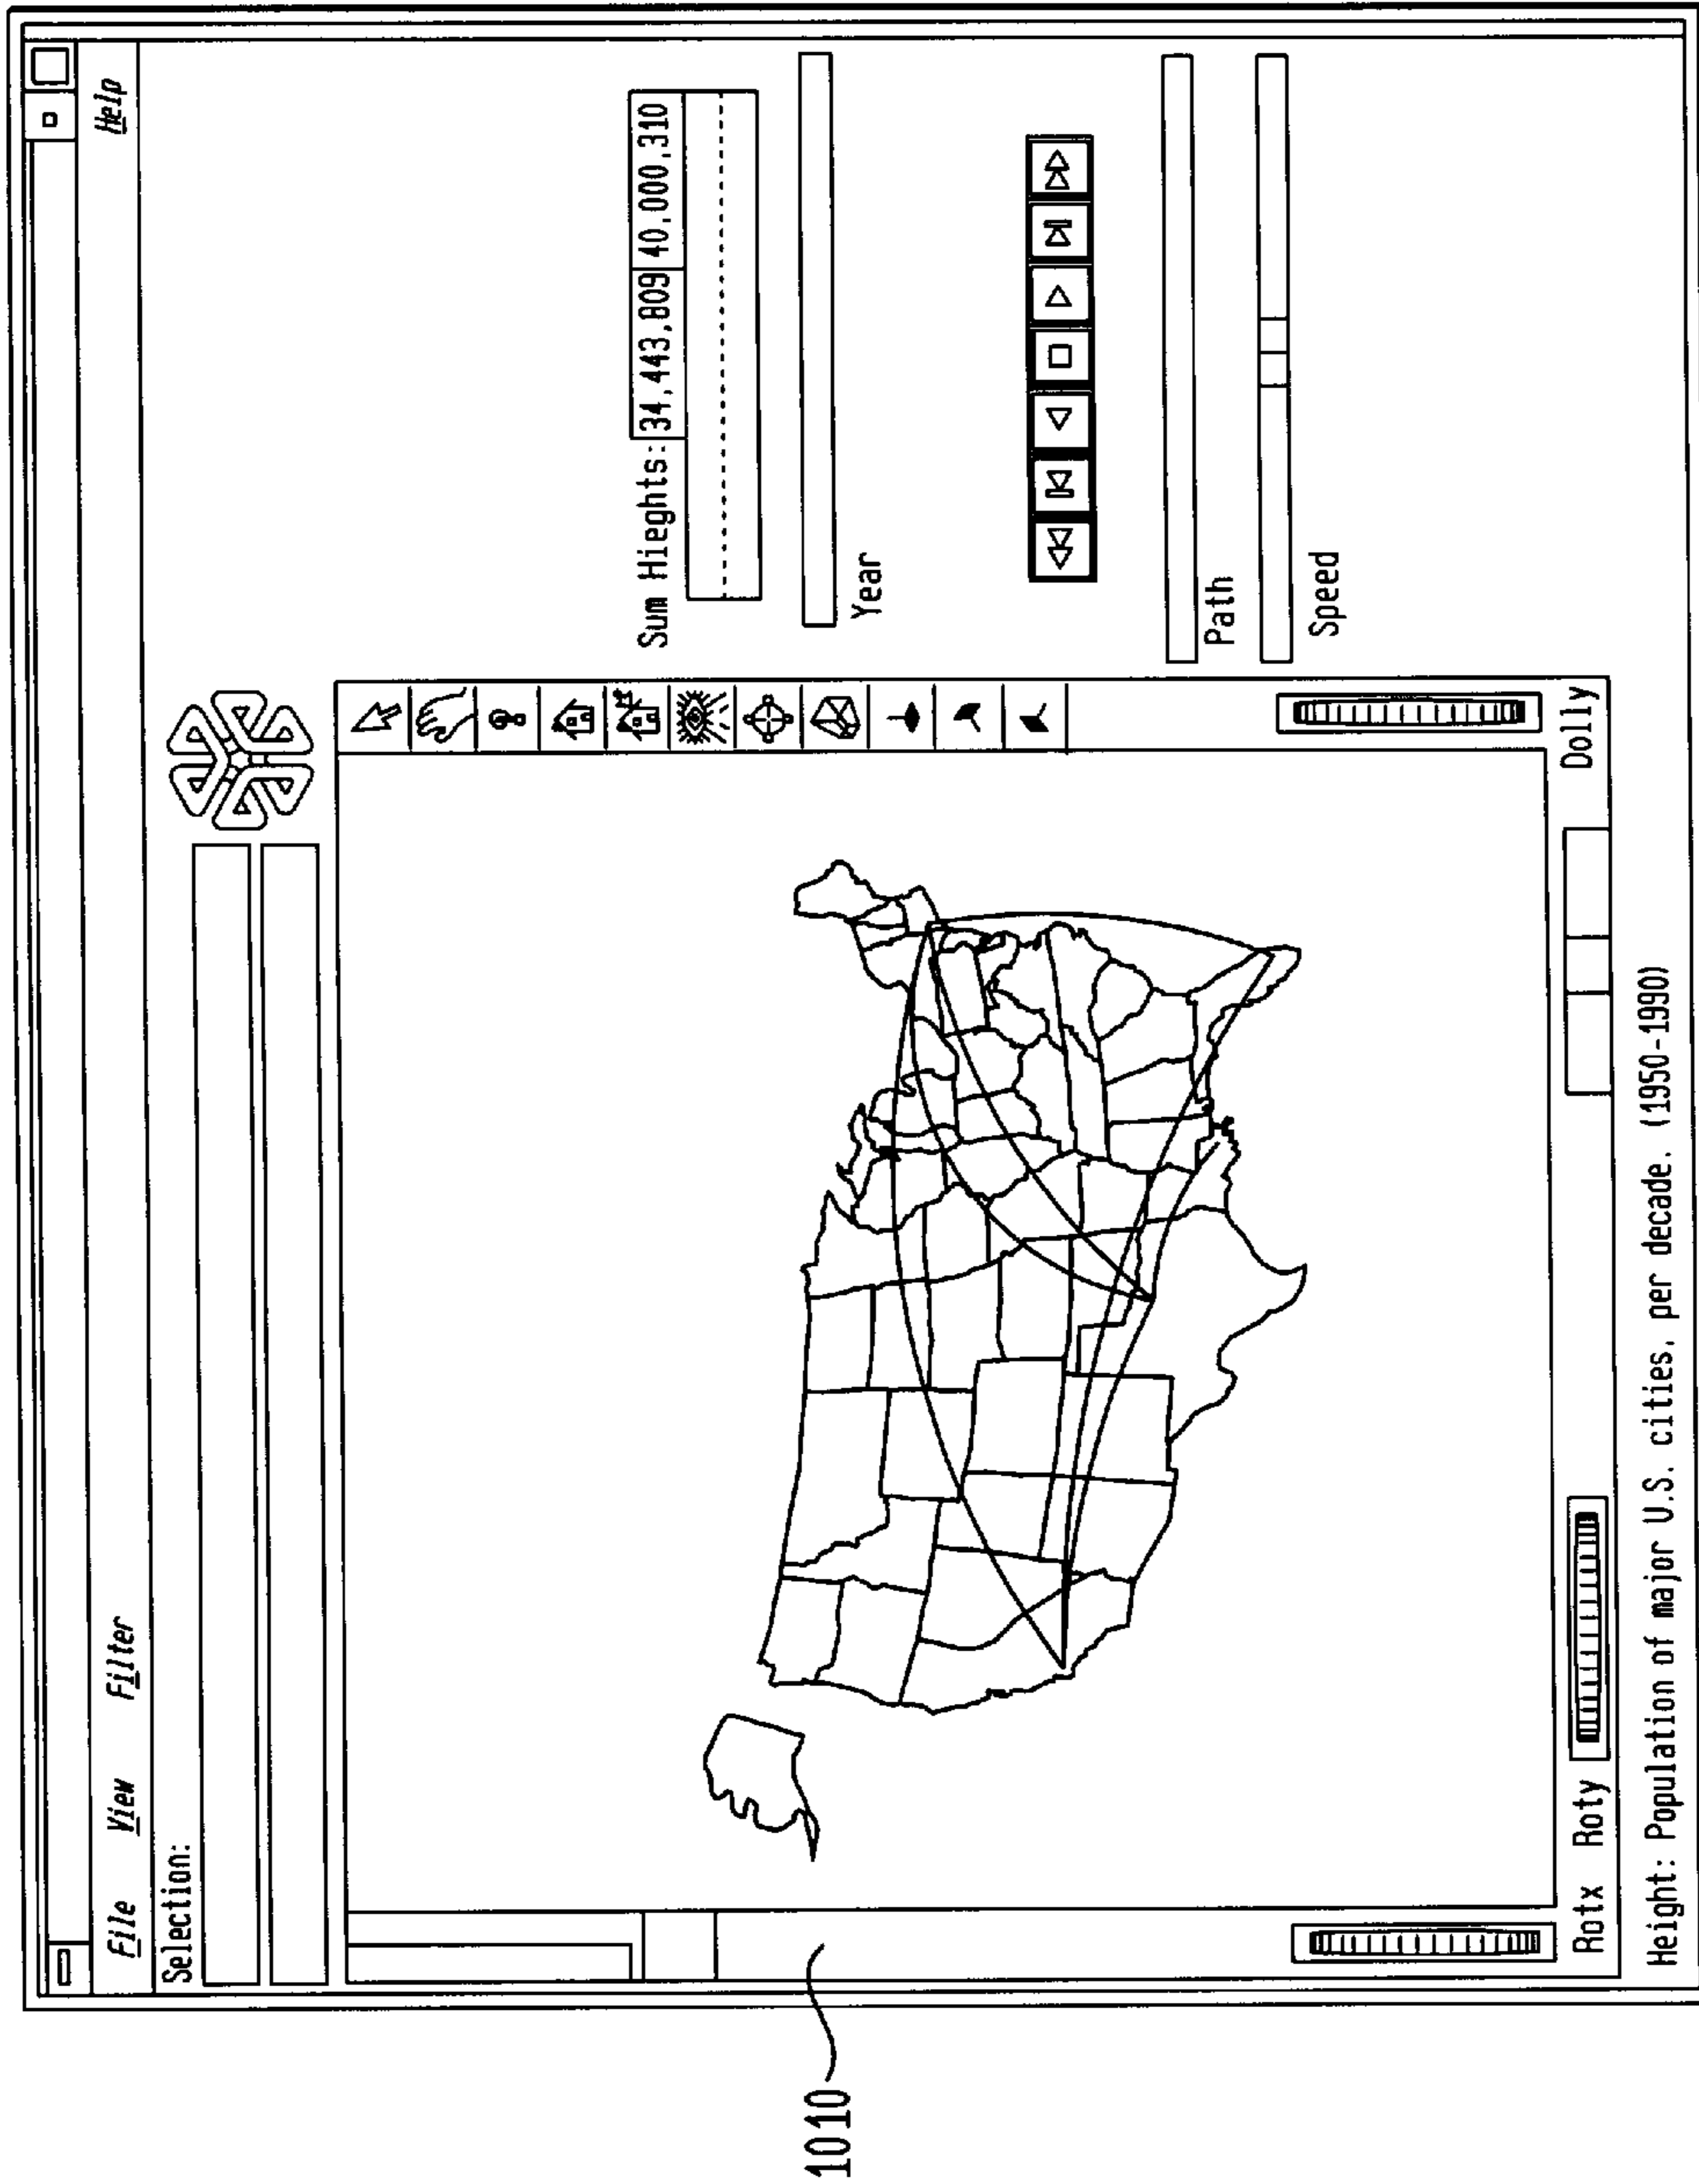 File View Filter Help
Selection:
Sum Hieghts: 34,443,809 40,000,310
Year
Path
Speed
1010
Rotx Roty Dolly
Height: Population of major U.S. cities, per decade. (1950-1990)